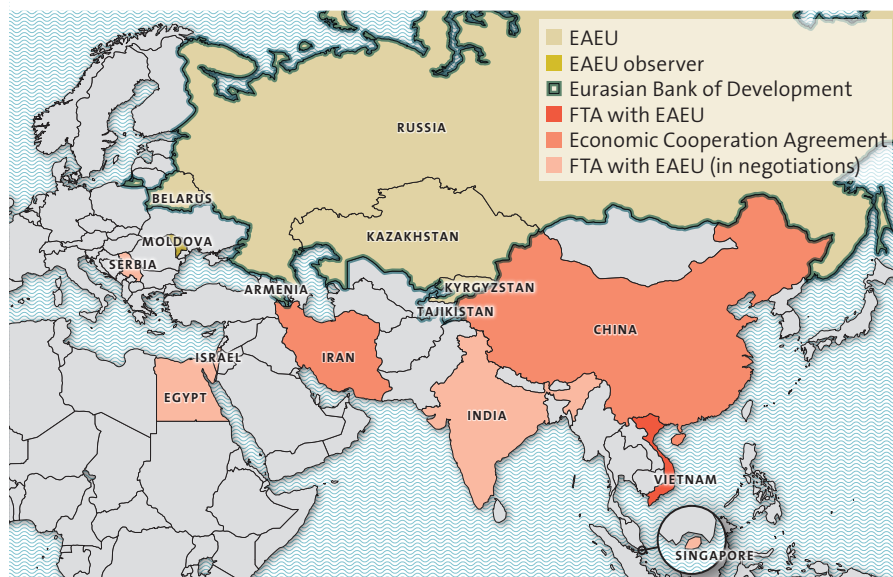 EAEU
EAEU observer
Eurasian Bank of Development
FTA with EAEU
Economic Cooperation Agreement
FTA with EAEU (in negotiations)
RUSSIA
BELARUS
MOLDOVA
KAZAKHSTAN
SERBIA
ARMENIA
KYRGYZSTAN
TAJIKISTAN
CHINA
ISRAEL
IRAN
EGYPT
INDIA
VIETNAM
SINGAPORE